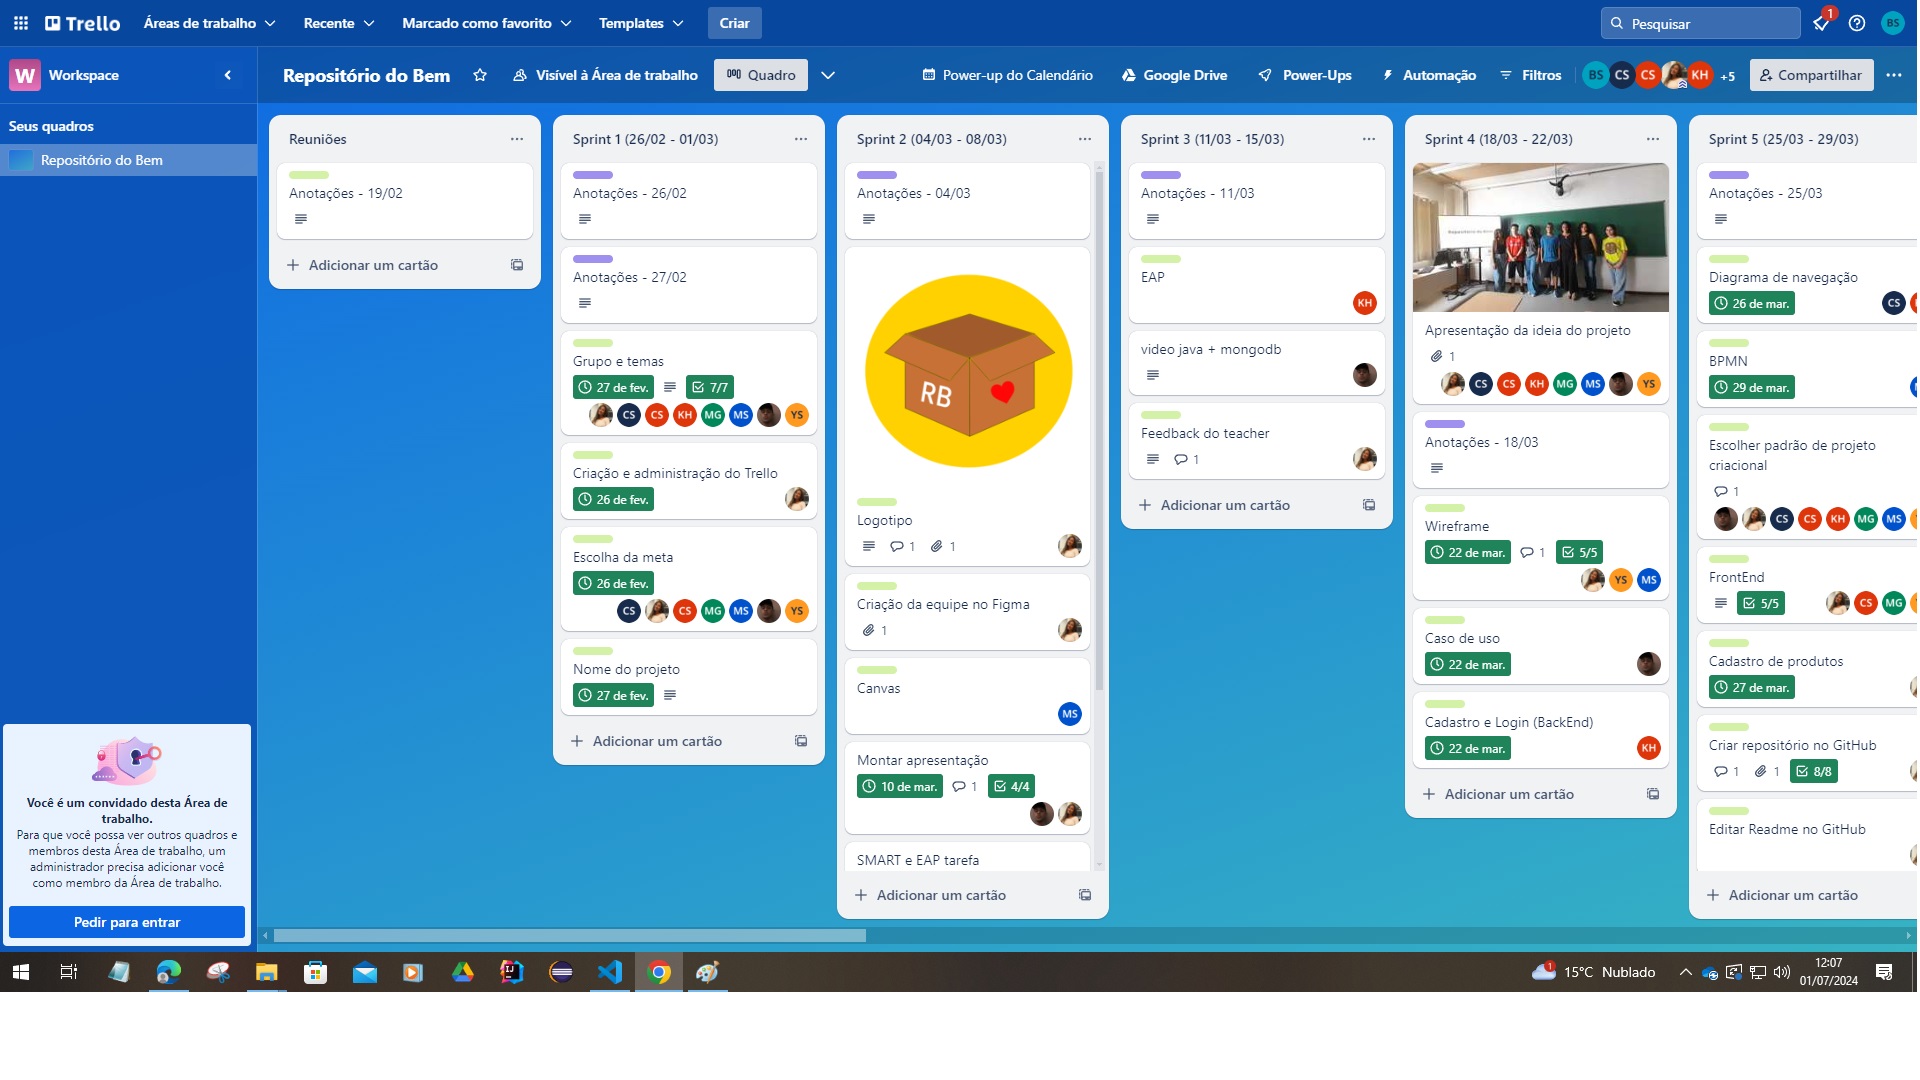 Trello
Áreas de trabalho
Recente
Marcado como favorito
Templates
Criar
Pesquisar
1
BS
W
Workspace
Repositório do Bem
Visível à Área de trabalho
Quadro
Power-up do Calendário
Google Drive
Power-Ups
Automação
Filtros
BS
CS
CS
KH
+5
Compartilhar
Seus quadros
Repositório do Bem
Você é um convidado desta Área de
trabalho.
Para que você possa ver outros quadros e
membros desta Área de trabalho, um
administrador precisa adicionar você
como membro da Área de trabalho.
Pedir para entrar
Reuniões
Anotações - 19/02
Adicionar um cartão
Sprint 1 (26/02 - 01/03)
Anotações - 26/02
Anotações - 27/02
Grupo e temas
27 de fev.
7/7
CS
CS
KH
MG
MS
YS
Criação e administração do Trello
26 de fev.
Escolha da meta
26 de fev.
CS
CS
MG
MS
YS
Nome do projeto
27 de fev.
Adicionar um cartão
Sprint 2 (04/03 - 08/03)
Anotações - 04/03
RB
Logotipo
1
1
Criação da equipe no Figma
1
Canvas
MS
Montar apresentação
10 de mar.
1
4/4
SMART e EAP tarefa
Adicionar um cartão
Sprint 3 (11/03 - 15/03)
Anotações - 11/03
EAP
KH
video java + mongodb
Feedback do teacher
1
Adicionar um cartão
Sprint 4 (18/03 - 22/03)
Apresentação da ideia do projeto
1
CS
CS
KH
MG
MS
YS
Anotações - 18/03
Wireframe
22 de mar.
1
5/5
YS
MS
Caso de uso
22 de mar.
Cadastro e Login (BackEnd)
22 de mar.
KH
Adicionar um cartão
Sprint 5 (25/03 - 29/03)
Anotações - 25/03
Diagrama de navegação
26 de mar.
CS
BPMN
29 de mar.
Escolher padrão de projeto
criacional
1
CS
CS
KH
MG
MS
FrontEnd
5/5
CS
MG
Cadastro de produtos
27 de mar.
Criar repositório no GitHub
1
1
8/8
Editar Readme no GitHub
Adicionar um cartão
1
15°C Nublado
12:07
01/07/2024